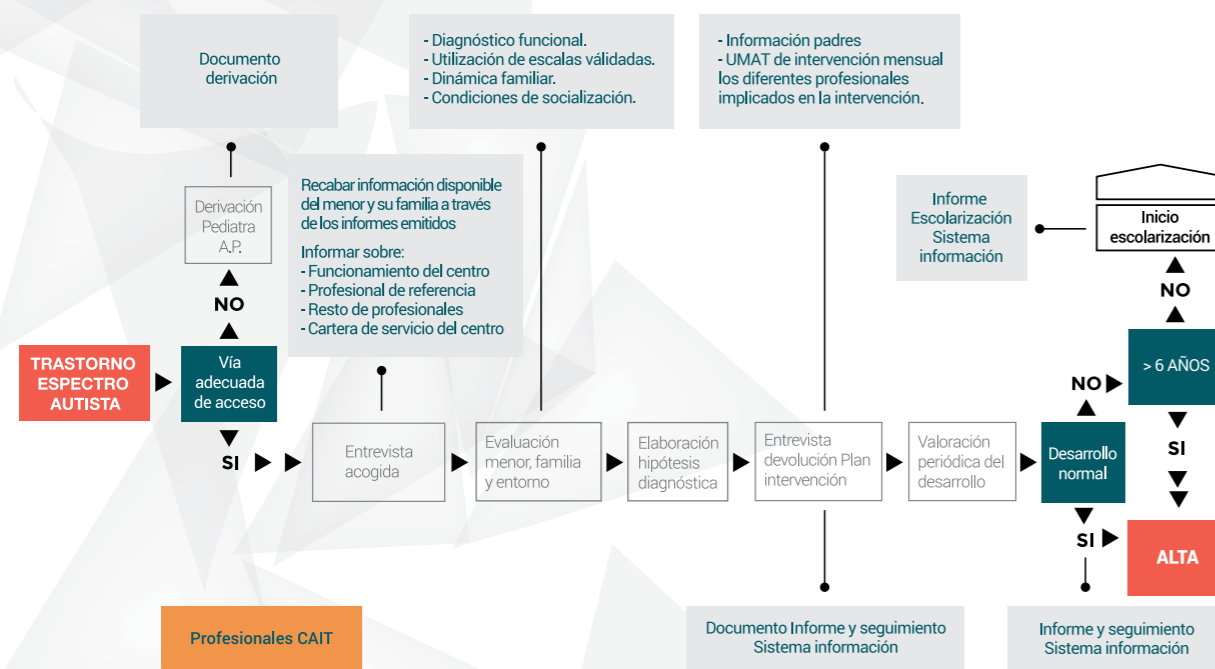 Documento
derivación
- Diagnóstico funcional.
- Utilización de escalas válidadas.
- Dinámica familiar.
- Condiciones de socialización.
- Información padres
- UMAT de intervención mensual
los diferentes profesionales
implicados en la intervención.
Derivación
Pediatra
A.P.
Recabar información disponible
del menor y su familia a través
de los informes emitidos
Informar sobre:
- Funcionamiento del centro
- Profesional de referencia
- Resto de profesionales
- Cartera de servicio del centro
Informe
Escolarización
Sistema
información
Inicio
escolarización
NO
NO
TRASTORNO
ESPECTRO
AUTISTA
Vía
adecuada
de acceso
> 6 AÑOS
NO
SI
Entrevista
acogida
Evaluación
menor, familia
y entorno
Elaboración
hipótesis
diagnóstica
Entrevista
devolución Plan
intervención
Valoración
periódica del
desarrollo
Desarrollo
normal
SI
SI
ALTA
Profesionales CAIT
Documento Informe y seguimiento
Sistema información
Informe y seguimiento
Sistema información